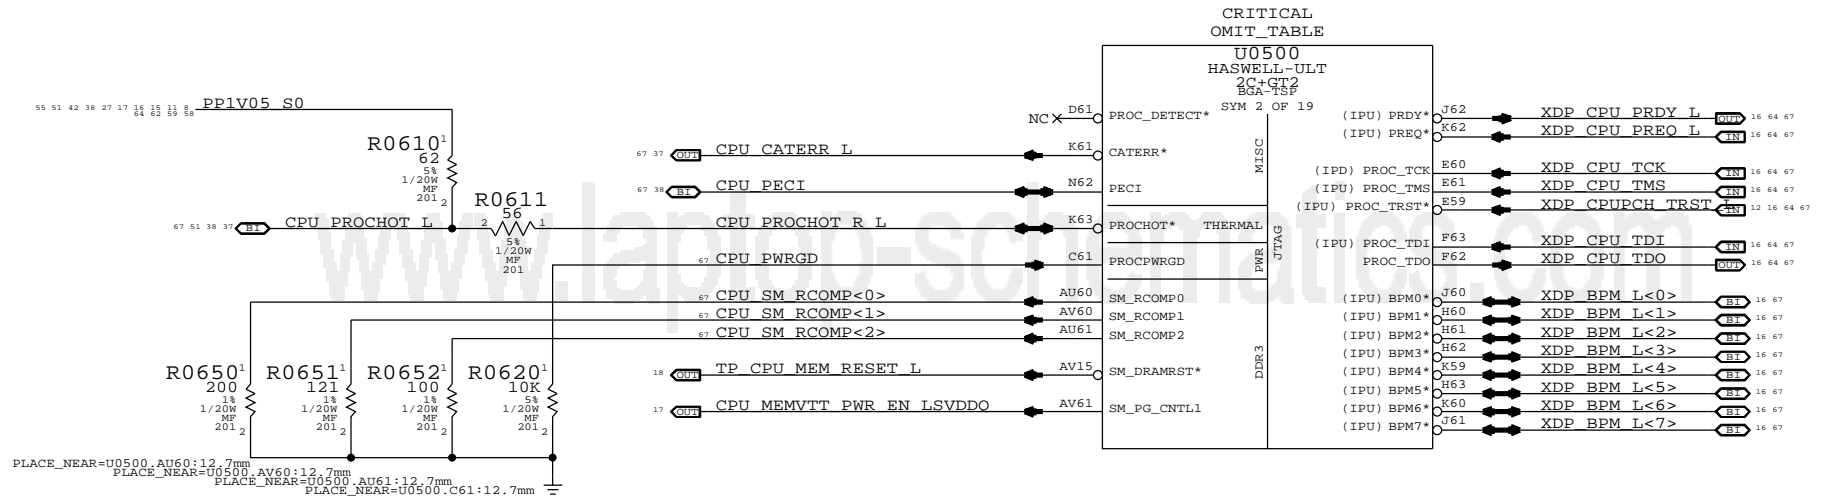 CRITICAL
OMIT_TABLE
U0500
HASWELL-ULT
2C+GT2
BGA-TSP
SYM 2 OF 19
55 51 42 38 27 17 16 15 11 8
64 62 59 58
PP1V05_S0
R0610
1
62
5%
1/20W
MF
201
2
67 51 38 37
BI
CPU_PROCHOT_L
R0611
56
2
1
5%
1/20W
MF
201
NC
D61
PROC_DETECT*
67 37
OUT
CPU_CATERR_L
K61
CATERR*
67 38
BI
CPU_PECI
N62
PECI
CPU_PROCHOT_R_L
K63
PROCHOT*
THERMAL
67
CPU_PWRGD
C61
PROCPWRGD
67
CPU_SM_RCOMP<0>
AU60
SM_RCOMP0
67
CPU_SM_RCOMP<1>
AV60
SM_RCOMP1
67
CPU_SM_RCOMP<2>
AU61
SM_RCOMP2
18
OUT
TP_CPU_MEM_RESET_L
AV15
SM_DRAMRST*
17
OUT
CPU_MEMVTT_PWR_EN_LSVDDQ
AV61
SM_PG_CNTL1
MISC
PWR
JTAG
DDR3
(IPU) PRDY*
J62
XDP_CPU_PRDY_L
OUT
16 64 67
(IPU) PREQ*
K62
XDP_CPU_PREQ_L
IN
16 64 67
(IPD) PROC_TCK
E60
XDP_CPU_TCK
IN
16 64 67
(IPU) PROC_TMS
E61
XDP_CPU_TMS
IN
16 64 67
(IPU) PROC_TRST*
E59
XDP_CPUPCH_TRST_L
IN
12 16 64 67
(IPU) PROC_TDI
F63
XDP_CPU_TDI
IN
16 64 67
PROC_TDO
F62
XDP_CPU_TDO
OUT
16 64 67
(IPU) BPM0*
J60
XDP_BPM_L<0>
BI
16 67
(IPU) BPM1*
H60
XDP_BPM_L<1>
BI
16 67
(IPU) BPM2*
H61
XDP_BPM_L<2>
BI
16 67
(IPU) BPM3*
H62
XDP_BPM_L<3>
BI
16 67
(IPU) BPM4*
K59
XDP_BPM_L<4>
BI
16 67
(IPU) BPM5*
H63
XDP_BPM_L<5>
BI
16 67
(IPU) BPM6*
K60
XDP_BPM_L<6>
BI
16 67
(IPU) BPM7*
J61
XDP_BPM_L<7>
BI
16 67
R0650
1
200
1%
1/20W
MF
201
2
R0651
1
121
1%
1/20W
MF
201
2
R0652
1
100
1%
1/20W
MF
201
2
R0620
1
10K
5%
1/20W
MF
201
2
PLACE_NEAR=U0500.AU60:12.7mm
PLACE_NEAR=U0500.AV60:12.7mm
PLACE_NEAR=U0500.AU61:12.7mm
PLACE_NEAR=U0500.C61:12.7mm
www.laptop-schematics.com